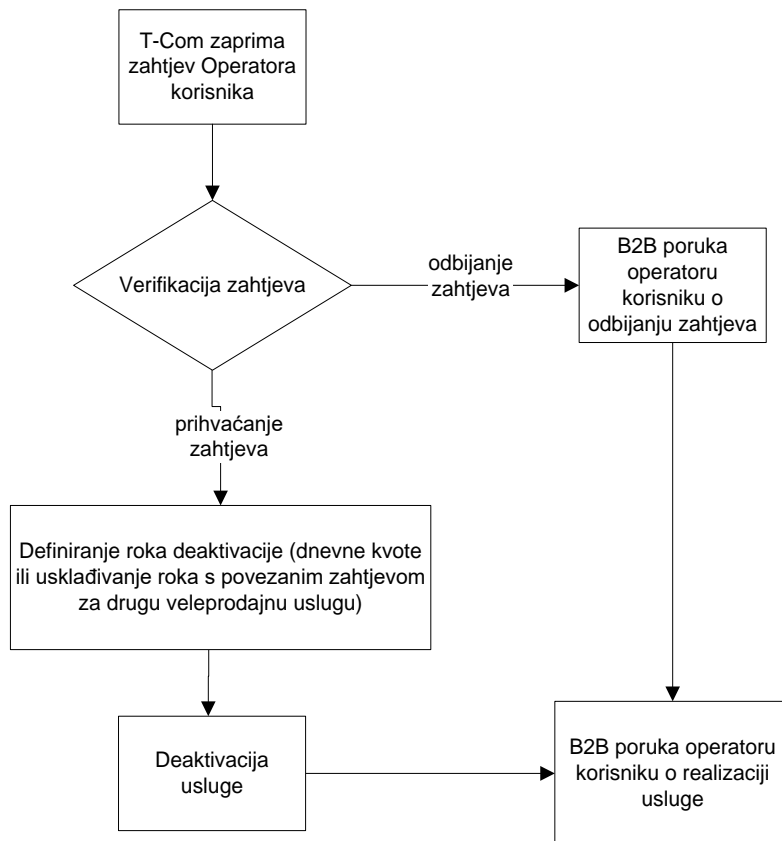 T-Com zaprima
zahtjev Operatora
korisnika
Verifikacija zahtjeva
odbijanje
zahtjeva
B2B poruka
operatoru
korisniku o
odbijanju zahtjeva
prihvaćanje
zahtjeva
Definiranje roka deaktivacije (dnevne kvote
ili usklađivanje roka s povezanim zahtjevom
za drugu veleprodajnu uslugu)
Deaktivacija
usluge
B2B poruka operatoru
korisniku o realizaciji
usluge